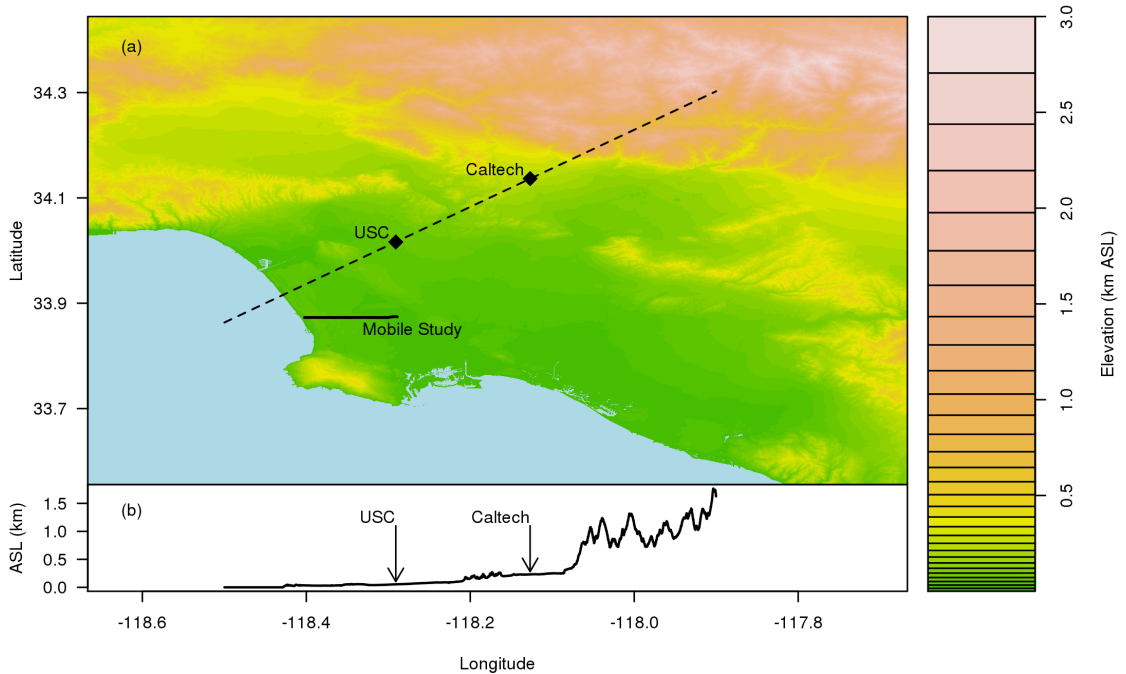 (a)
3.0
34.3
2.5
Caltech
34.1
2.0
USC
Latitude
Elevation (km ASL)
33.9
1.5
Mobile Study
1.0
33.7
0.5
(b)
1.5
USC
Caltech
1.0
ASL (km)
0.5
0.0
-118.6 -118.4 -118.2 -118.0 -117.8
Longitude